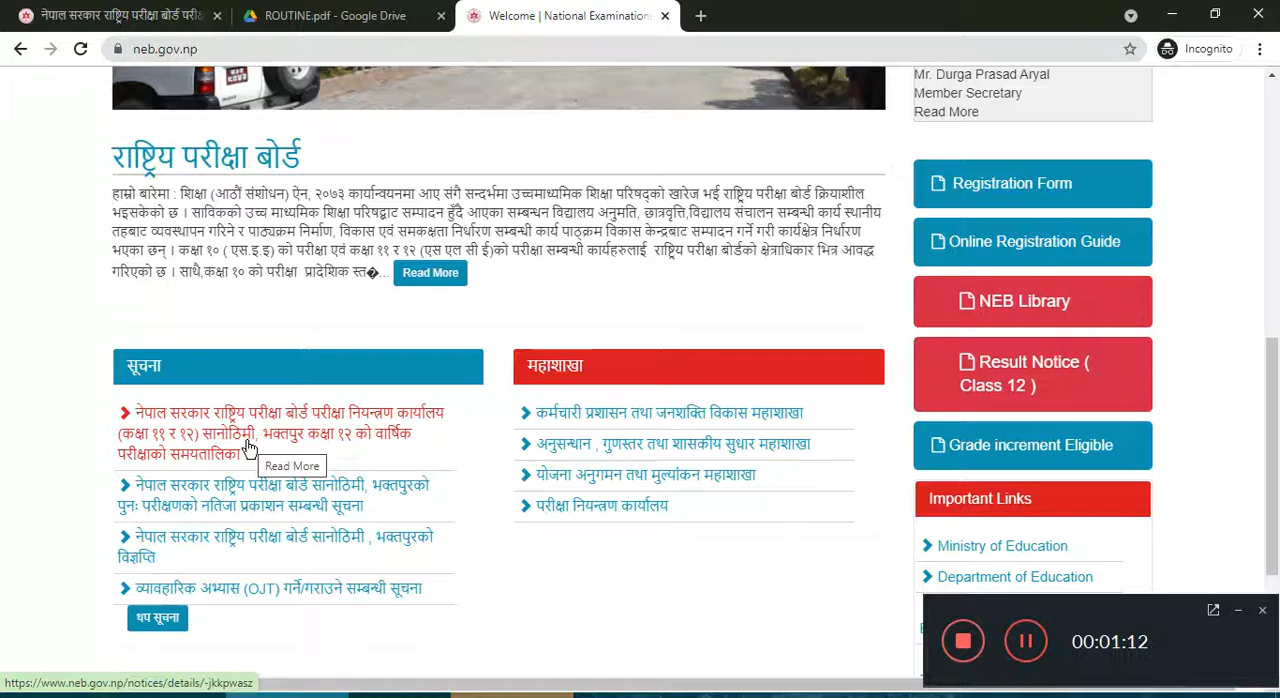 नेपाल सरकार राष्ट्रिय परीक्षा बोर्ड परी
ROUTINE.pdf - Google Drive
Welcome | National Examinations
neb.gov.np
Incognito
Mr. Durga Prasad Aryal
Member Secretary
Read More
राष्ट्रिय परीक्षा बोर्ड
हाम्रो बारेमा : शिक्षा (आठौं संशोधन) ऐन, २०७३ कार्यान्वयनमा आए संगै सन्दर्भमा उच्चमाध्यमिक शिक्षा परिषद्को खारेज भई राष्ट्रिय परीक्षा बोर्ड क्रियाशील
भइसकेको छ । साविकको उच्च माध्यमिक शिक्षा परिषद्बाट सम्पादन हुँदै आएका सम्बन्धन विद्यालय अनुमति, छात्रवृत्ति,विद्यालय संचालन सम्बन्धी कार्य स्थानीय
तहबाट व्यवस्थापन गरिने र पाठ्यक्रम निर्माण, विकास एवं समकक्षता निर्धारण सम्बन्धी कार्य पाठ्क्रम विकास केन्द्रबाट सम्पादन गर्ने गरी कार्यक्षेत्र निर्धारण
भएका छन् । कक्षा १० ( एस.इ.इ) को परीक्षा एवं कक्षा ११ र १२ (एस एल सी ई)को परीक्षा सम्बन्धी कार्यहरुलाई राष्ट्रिय परीक्षा बोर्डको क्षेत्राधिकार भित्र आवद्ध
गरिएको छ । साथै,कक्षा १० को परीक्षा प्रादेशिक स्त�... Read More
Registration Form
Online Registration Guide
NEB Library
Result Notice (
Class 12 )
Grade increment Eligible
सूचना
नेपाल सरकार राष्ट्रिय परीक्षा बोर्ड परीक्षा नियन्त्रण कार्यालय
(कक्षा ११ र १२) सानोठिमी, भक्तपुर कक्षा १२ को वार्षिक
परीक्षाको समयतालिका
Read More
नेपाल सरकार राष्ट्रिय परीक्षा बोर्ड सानोठिमी, भक्तपुरको
पुनः परीक्षणको नतिजा प्रकाशन सम्बन्धी सूचना
नेपाल सरकार राष्ट्रिय परीक्षा बोर्ड सानोठिमी , भक्तपुरको
विज्ञप्ति
व्यावहारिक अभ्यास (OJT) गर्ने/गराउने सम्बन्धी सूचना
थप सूचना
महाशाखा
कर्मचारी प्रशासन तथा जनशक्ति विकास महाशाखा
अनुसन्धान , गुणस्तर तथा शासकीय सुधार महाशाखा
योजना अनुगमन तथा मुल्यांकन महाशाखा
परीक्षा नियन्त्रण कार्यालय
Important Links
Ministry of Education
Department of Education
00:01:12
https://www.neb.gov.np/notices/details/-jkkpwasz